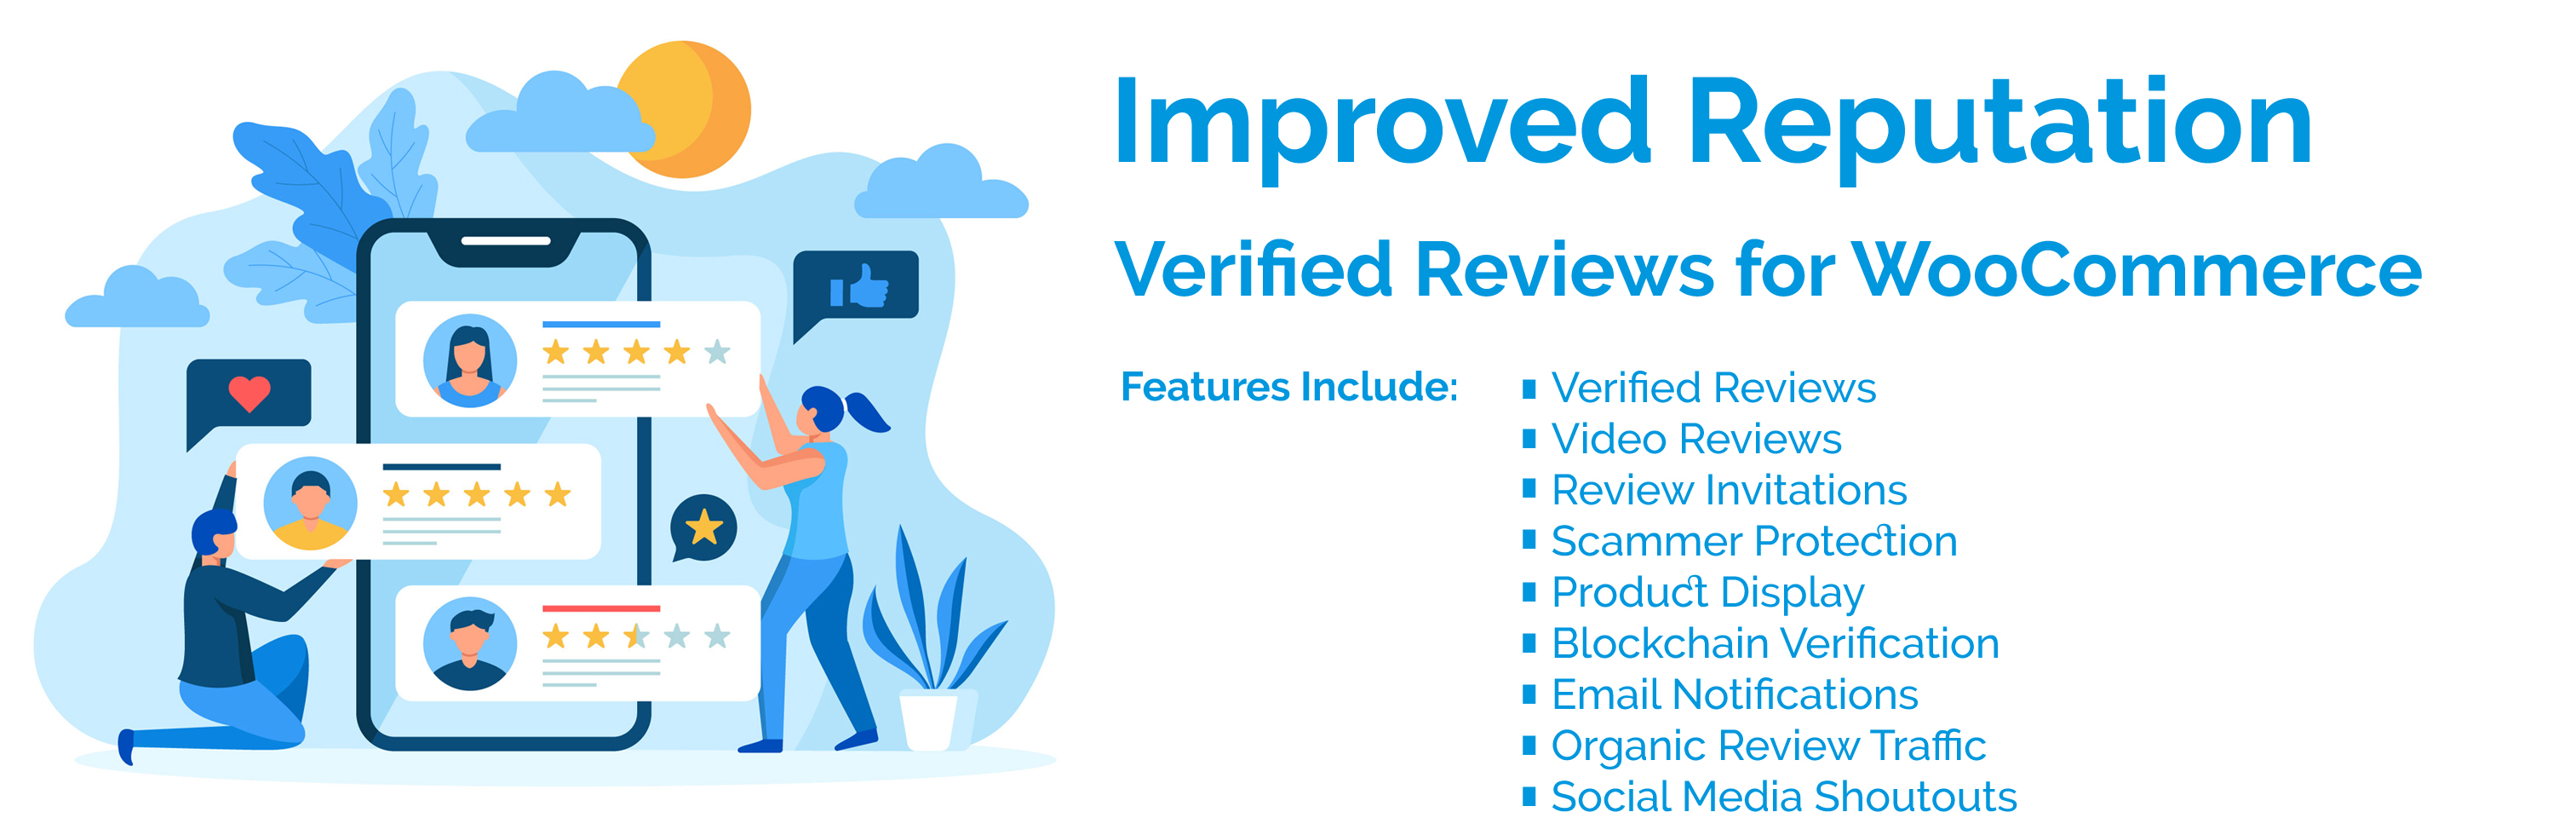 Improved Reputation
Verified Reviews for WooCommerce
Features Include:
Verified Reviews
Video Reviews
Review Invitations
Scammer Protection
Product Display
Blockchain Verification
Email Notifications
Organic Review Traffic
Social Media Shoutouts